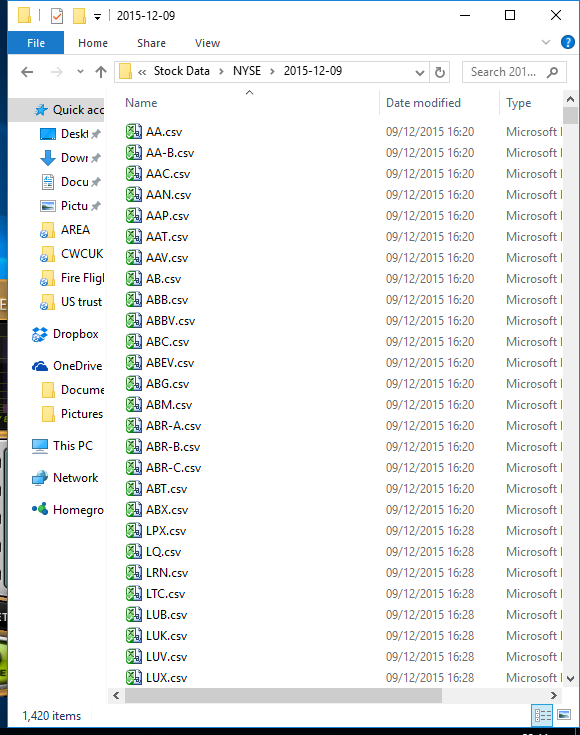 2015-12-09
File Home Share View
« Stock Data > NYSE > 2015-12-09
Search 201...
Name Date modified Type
Quick acc
Deskt
Dowr
Docu
Pictu
AREA
CWCUK
Fire Fligh
US trust
Dropbox
OneDrive
Docume
Pictures
This PC
Network
Homegro
AA.csv 09/12/2015 16:20 Microsoft
AA-B.csv 09/12/2015 16:20 Microsoft
AAC.csv 09/12/2015 16:20 Microsoft
AAN.csv 09/12/2015 16:20 Microsoft
AAP.csv 09/12/2015 16:20 Microsoft
AAT.csv 09/12/2015 16:20 Microsoft
AAV.csv 09/12/2015 16:20 Microsoft
AB.csv 09/12/2015 16:20 Microsoft
ABB.csv 09/12/2015 16:20 Microsoft
ABBV.csv 09/12/2015 16:20 Microsoft
ABC.csv 09/12/2015 16:20 Microsoft
ABEV.csv 09/12/2015 16:20 Microsoft
ABG.csv 09/12/2015 16:20 Microsoft
ABM.csv 09/12/2015 16:20 Microsoft
ABR-A.csv 09/12/2015 16:20 Microsoft
ABR-B.csv 09/12/2015 16:20 Microsoft
ABR-C.csv 09/12/2015 16:20 Microsoft
ABT.csv 09/12/2015 16:20 Microsoft
ABX.csv 09/12/2015 16:20 Microsoft
LPX.csv 09/12/2015 16:28 Microsoft
LQ.csv 09/12/2015 16:28 Microsoft
LRN.csv 09/12/2015 16:28 Microsoft
LTC.csv 09/12/2015 16:28 Microsoft
LUB.csv 09/12/2015 16:28 Microsoft
LUK.csv 09/12/2015 16:28 Microsoft
LUV.csv 09/12/2015 16:28 Microsoft
LUX.csv 09/12/2015 16:28 Microsoft
1,420 items